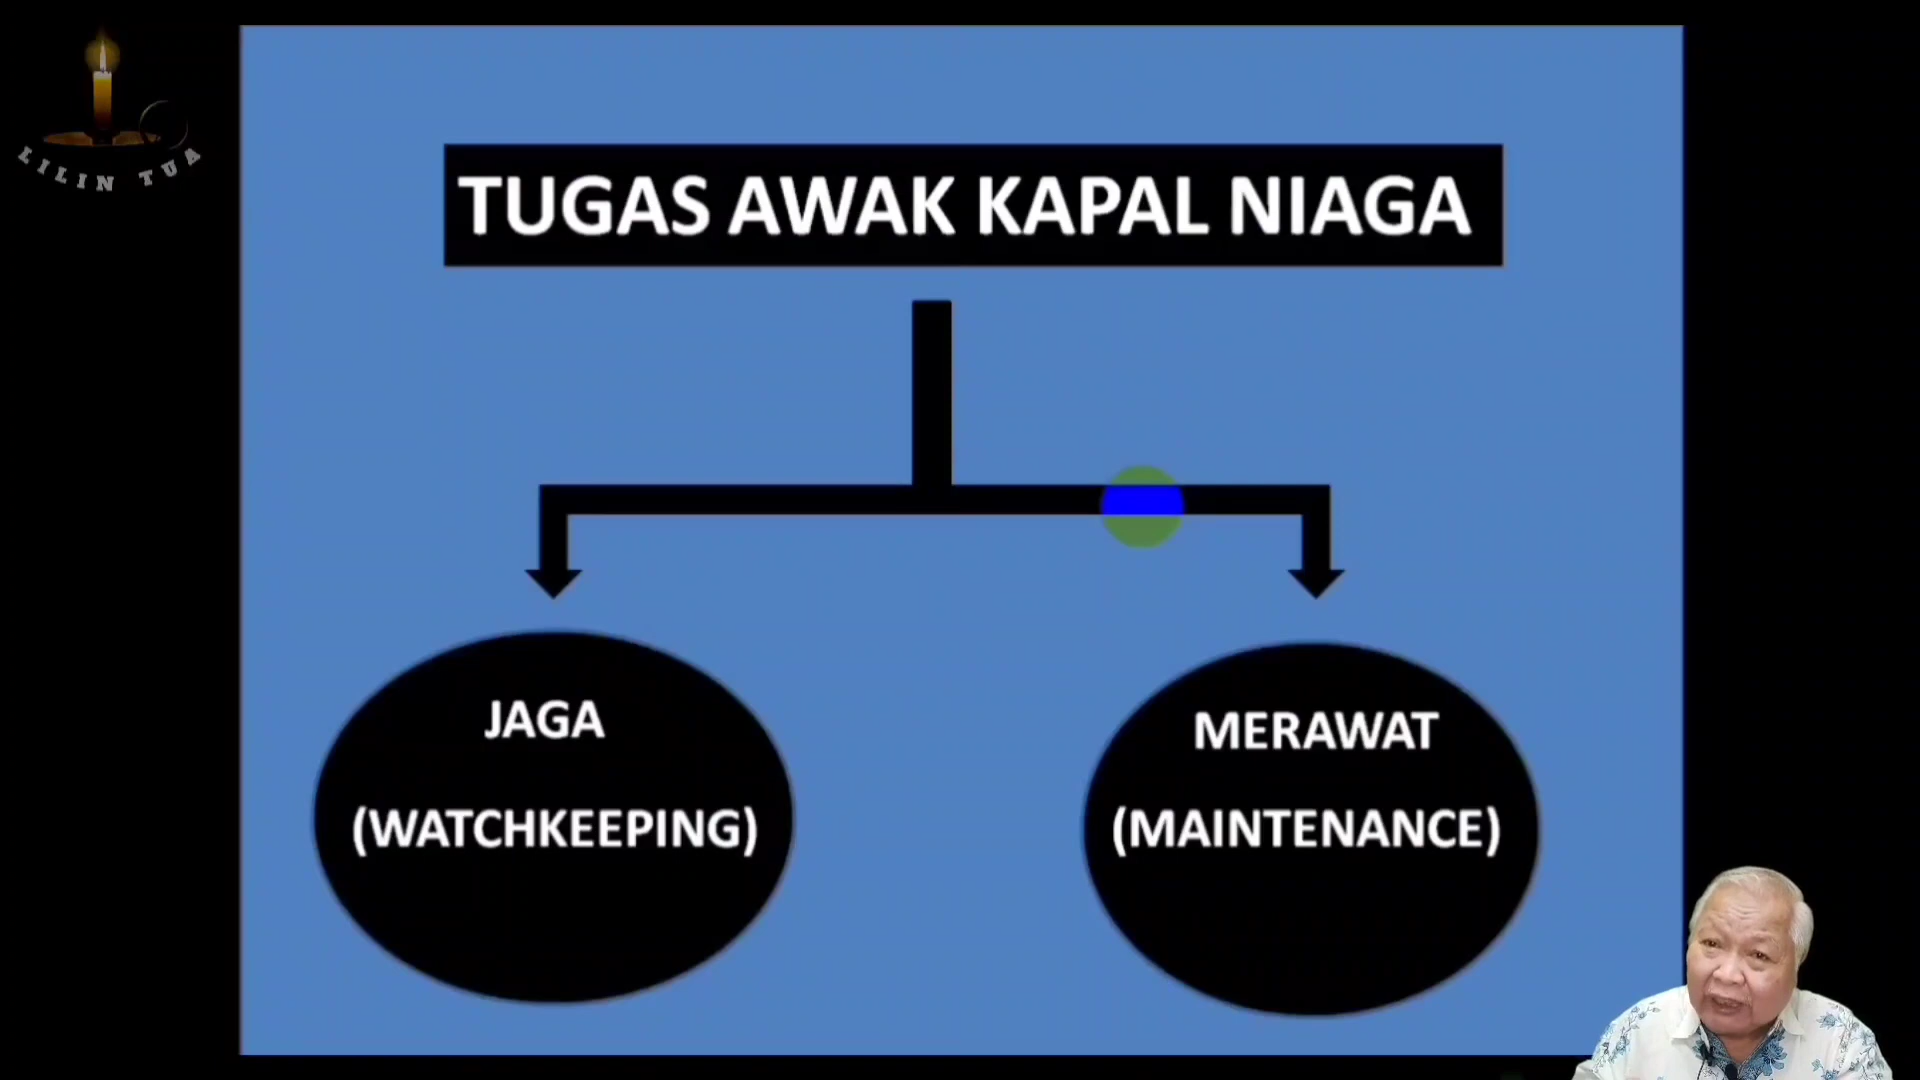 LILIN TUA
TUGAS AWAK KAPAL NIAGA
JAGA
(WATCHKEEPING)
MERAWAT
(MAINTENANCE)